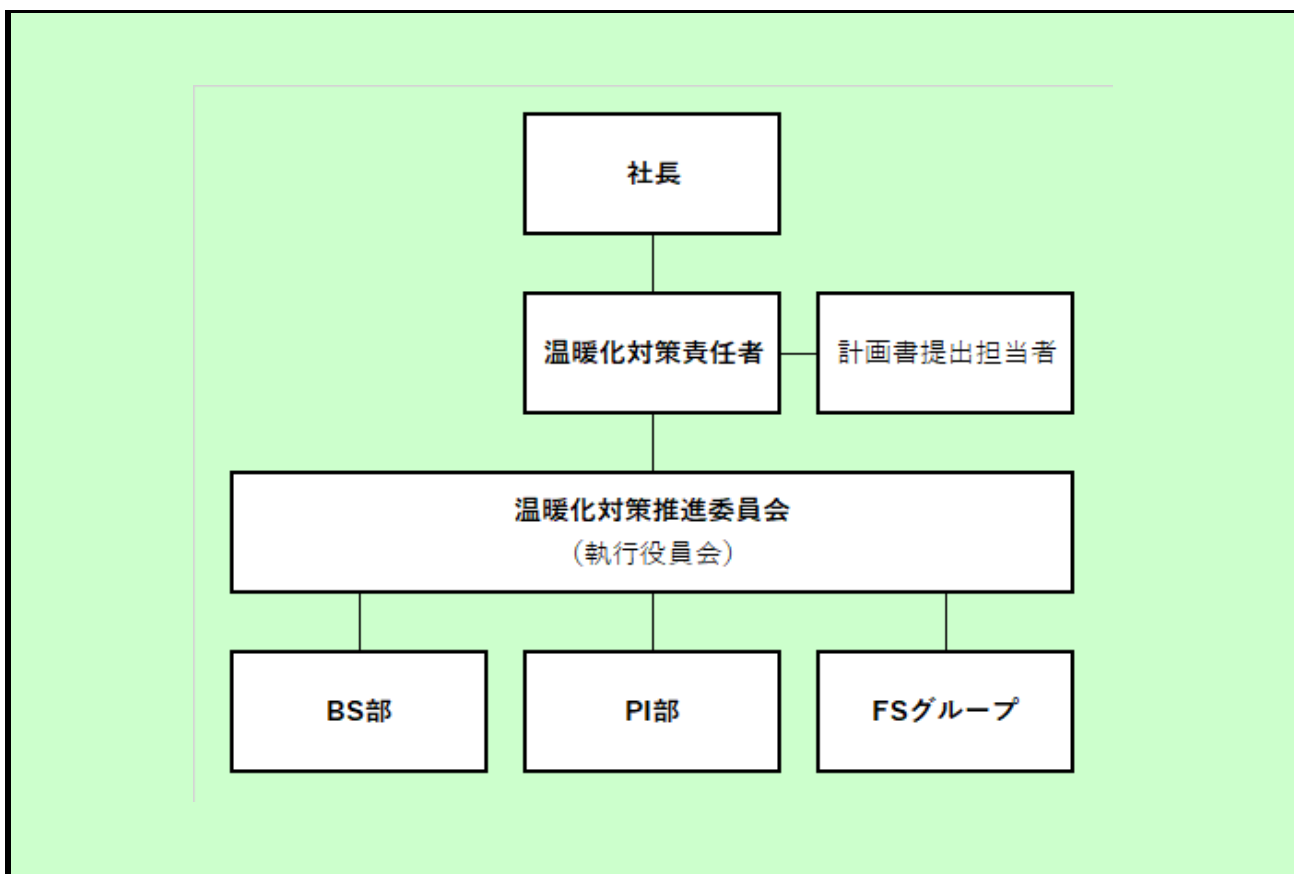 社長
温暖化対策責任者
計画書提出担当者
温暖化対策推進委員会
（執行役員会）
BS部
PI部
FSグループ